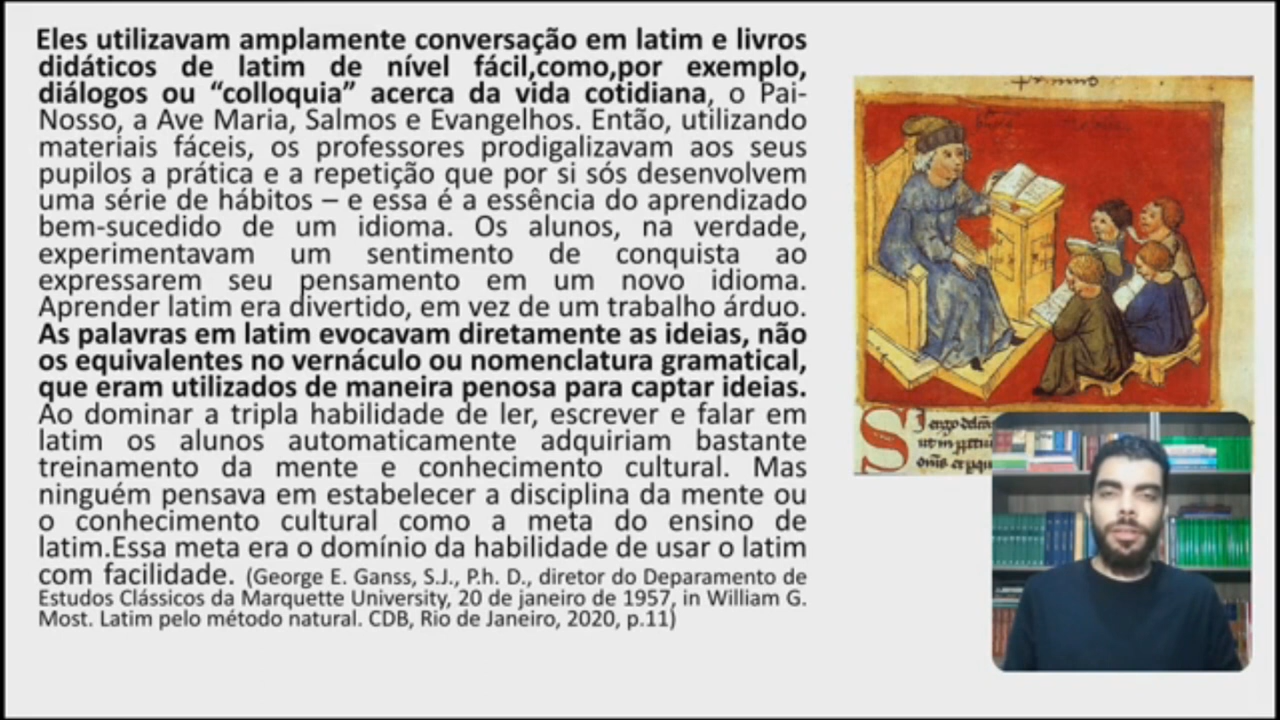 Eles utilizavam amplamente conversação em latim e livros
didáticos de latim de nível fácil,como,por exemplo,
diálogos ou “colloquia” acerca da vida cotidiana, o Pai-
Nosso, a Ave Maria, Salmos e Evangelhos. Então, utilizando
materiais fáceis, os professores prodigalizavam aos seus
pupilos a prática e a repetição que por si sós desenvolvem
uma série de hábitos – e essa é a essência do aprendizado
bem-sucedido de um idioma. Os alunos, na verdade,
experimentavam um sentimento de conquista ao
expressarem seu pensamento em um novo idioma.
Aprender latim era divertido, em vez de um trabalho árduo.
As palavras em latim evocavam diretamente as ideias, não
os equivalentes no vernáculo ou nomenclatura gramatical,
que eram utilizados de maneira penosa para captar ideias.
Ao dominar a tripla habilidade de ler, escrever e falar em
latim os alunos automaticamente adquiriam bastante
treinamento da mente e conhecimento cultural. Mas
ninguém pensava em estabelecer a disciplina da mente ou
o conhecimento cultural como a meta do ensino de
latim.Essa meta era o domínio da habilidade de usar o latim
com facilidade. (George E. Ganss, S.J., P.h. D., diretor do Deparamento de
Estudos Clássicos da Marquette University, 20 de janeiro de 1957, in William G.
Most. Latim pelo método natural. CDB, Rio de Janeiro, 2020, p.11)